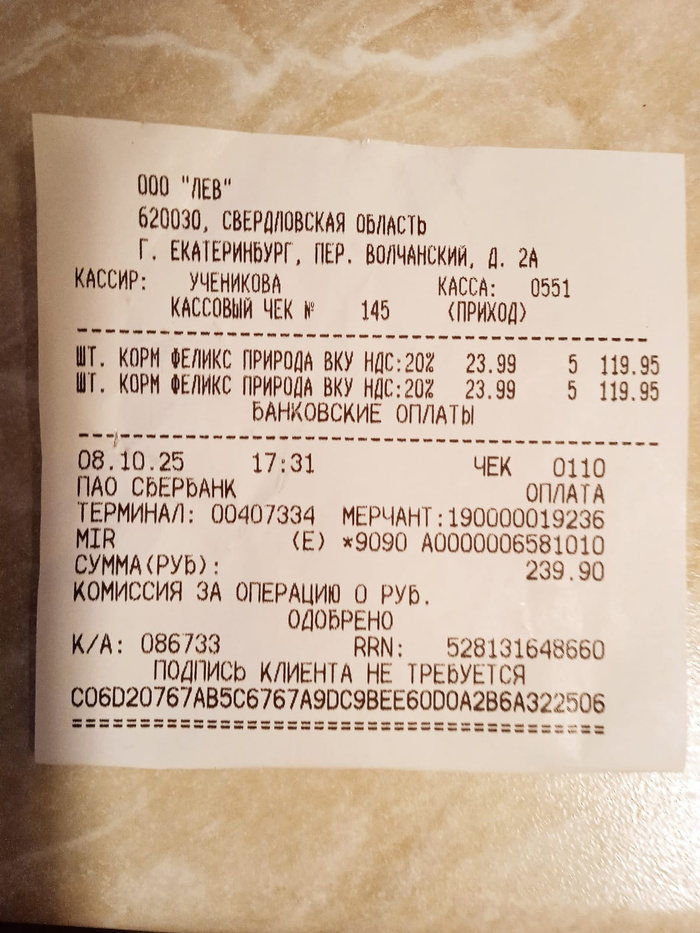 ООО "ЛЕВ"
620030, СВЕРДЛОВСКАЯ ОБЛАСТЬ
Г. ЕКАТЕРИНБУРГ, ПЕР. ВОЛЧАНСКИЙ, Д. 2А
КАССИР: УЧЕНИКОВА КАССА: 0551
КАССОВЫЙ ЧЕК № 145 (ПРИХОД)
ШТ. КОРМ ФЕЛИКС ПРИРОДА ВКУ НДС:20% 23.99 5 119.95
ШТ. КОРМ ФЕЛИКС ПРИРОДА ВКУ НДС:20% 23.99 5 119.95
БАНКОВСКИЕ ОПЛАТЫ
08.10.25 17:31 ЧЕК 0110
ПАО СБЕРБАНК ОПЛАТА
ТЕРМИНАЛ: 00407334 МЕРЧАНТ:190000019236
MIR (E) *9090 A0000006581010
СУММА(РУБ): 239.90
КОМИССИЯ ЗА ОПЕРАЦИЮ 0 РУБ.
ОДОБРЕНО
К/А: 086733 RRN: 528131648660
ПОДПИСЬ КЛИЕНТА НЕ ТРЕБУЕТСЯ
C06D20767AB5C6767A9DC9BEE60D0A2B6A322506